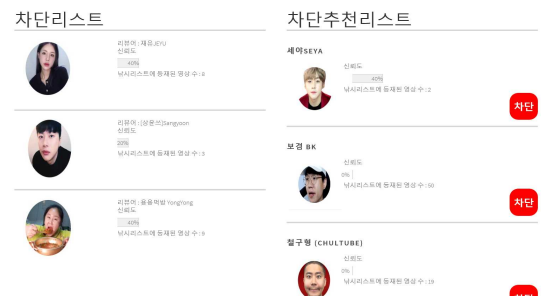 차단리스트
리뷰어 : 재유JEYU
신뢰도
40%
낚시리스트에 등재된 영상 수 : 8
리뷰어 : [상윤쓰]Sangyoon
신뢰도
20%
낚시리스트에 등재된 영상 수 : 3
리뷰어 : 용용먹방 YongYong
신뢰도
40%
낚시리스트에 등재된 영상 수 : 9
차단추천리스트
세야SEYA
신뢰도
40%
낚시리스트에 등재된 영상 수 : 2
차단
보겸 BK
신뢰도
0%
낚시리스트에 등재된 영상 수 : 50
차단
철구형 (CHULTUBE)
신뢰도
0%
낚시리스트에 등재된 영상 수 : 19
차단